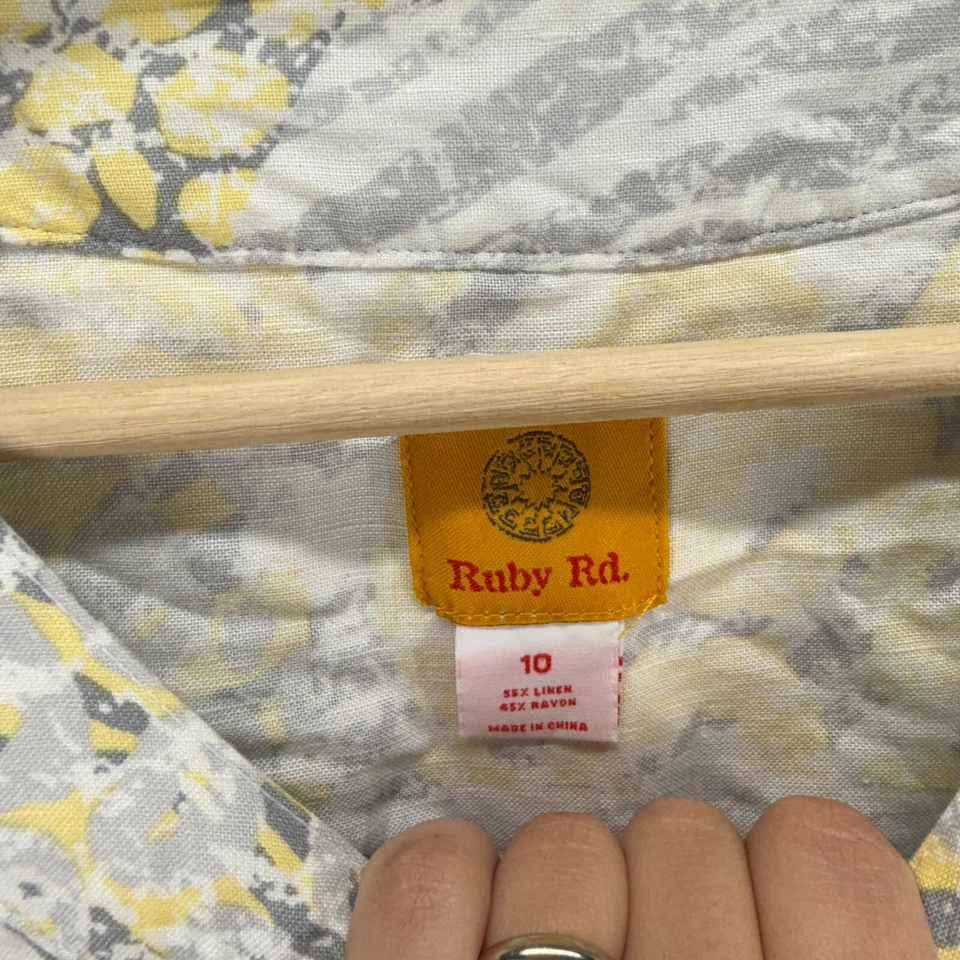 Ruby Rd.
10
55% LINEN
45% RAYON
MADE IN CHINA